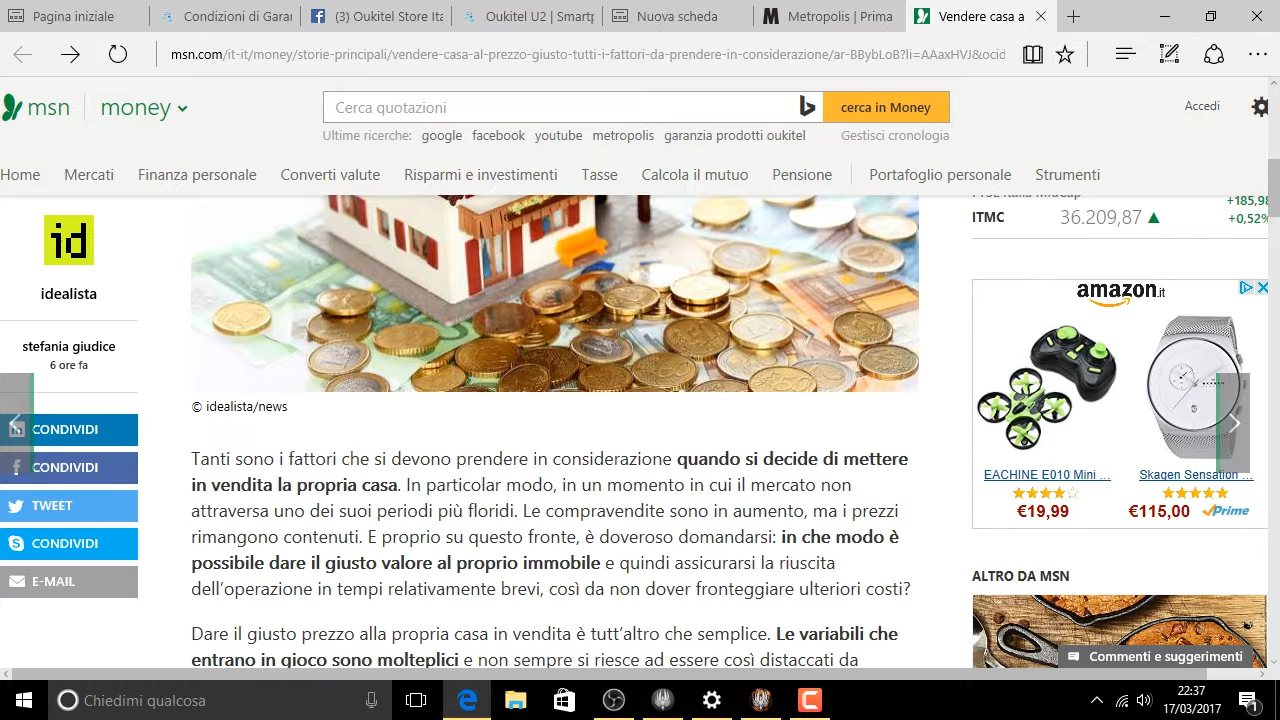 Pagina iniziale
Condizioni di Garan
(3) Oukitel Store Ita
Oukitel U2 | Smartp
Nuova scheda
Metropolis | Prima
Vendere casa a
msn.com/it-it/money/storie-principali/vendere-casa-al-prezzo-giusto-tutti-i-fattori-da-prendere-in-considerazione/ar-BBybLoB?li=AAaxHVJ&ocid
msn
money
Cerca quotazioni
cerca in Money
Accedi
Ultime ricerche: google facebook youtube metropolis garanzia prodotti oukitel
Gestisci cronologia
Home Mercati Finanza personale Converti valute Risparmi e investimenti Tasse Calcola il mutuo Pensione Portafoglio personale Strumenti
FTSE Italia MidCap
+185,98
ITMC 36.209,87 ▲ +0,52%
id
idealista
stefania giudice
6 ore fa
CONDIVIDI
CONDIVIDI
TWEET
CONDIVIDI
E-MAIL
© idealista/news
Tanti sono i fattori che si devono prendere in considerazione quando si decide di mettere
in vendita la propria casa. In particolar modo, in un momento in cui il mercato non
attraversa uno dei suoi periodi più floridi. Le compravendite sono in aumento, ma i prezzi
rimangono contenuti. E proprio su questo fronte, è doveroso domandarsi: in che modo è
possibile dare il giusto valore al proprio immobile e quindi assicurarsi la riuscita
dell'operazione in tempi relativamente brevi, così da non dover fronteggiare ulteriori costi?
Dare il giusto prezzo alla propria casa in vendita è tutt'altro che semplice. Le variabili che
entrano in gioco sono molteplici e non sempre si riesce ad essere così distaccati da
amazon.it
EACHINE E010 Mini ...
€19,99
Skagen Sensation ...
€115,00 Prime
ALTRO DA MSN
Commenti e suggerimenti
Chiedimi qualcosa
22:37
17/03/2017
1